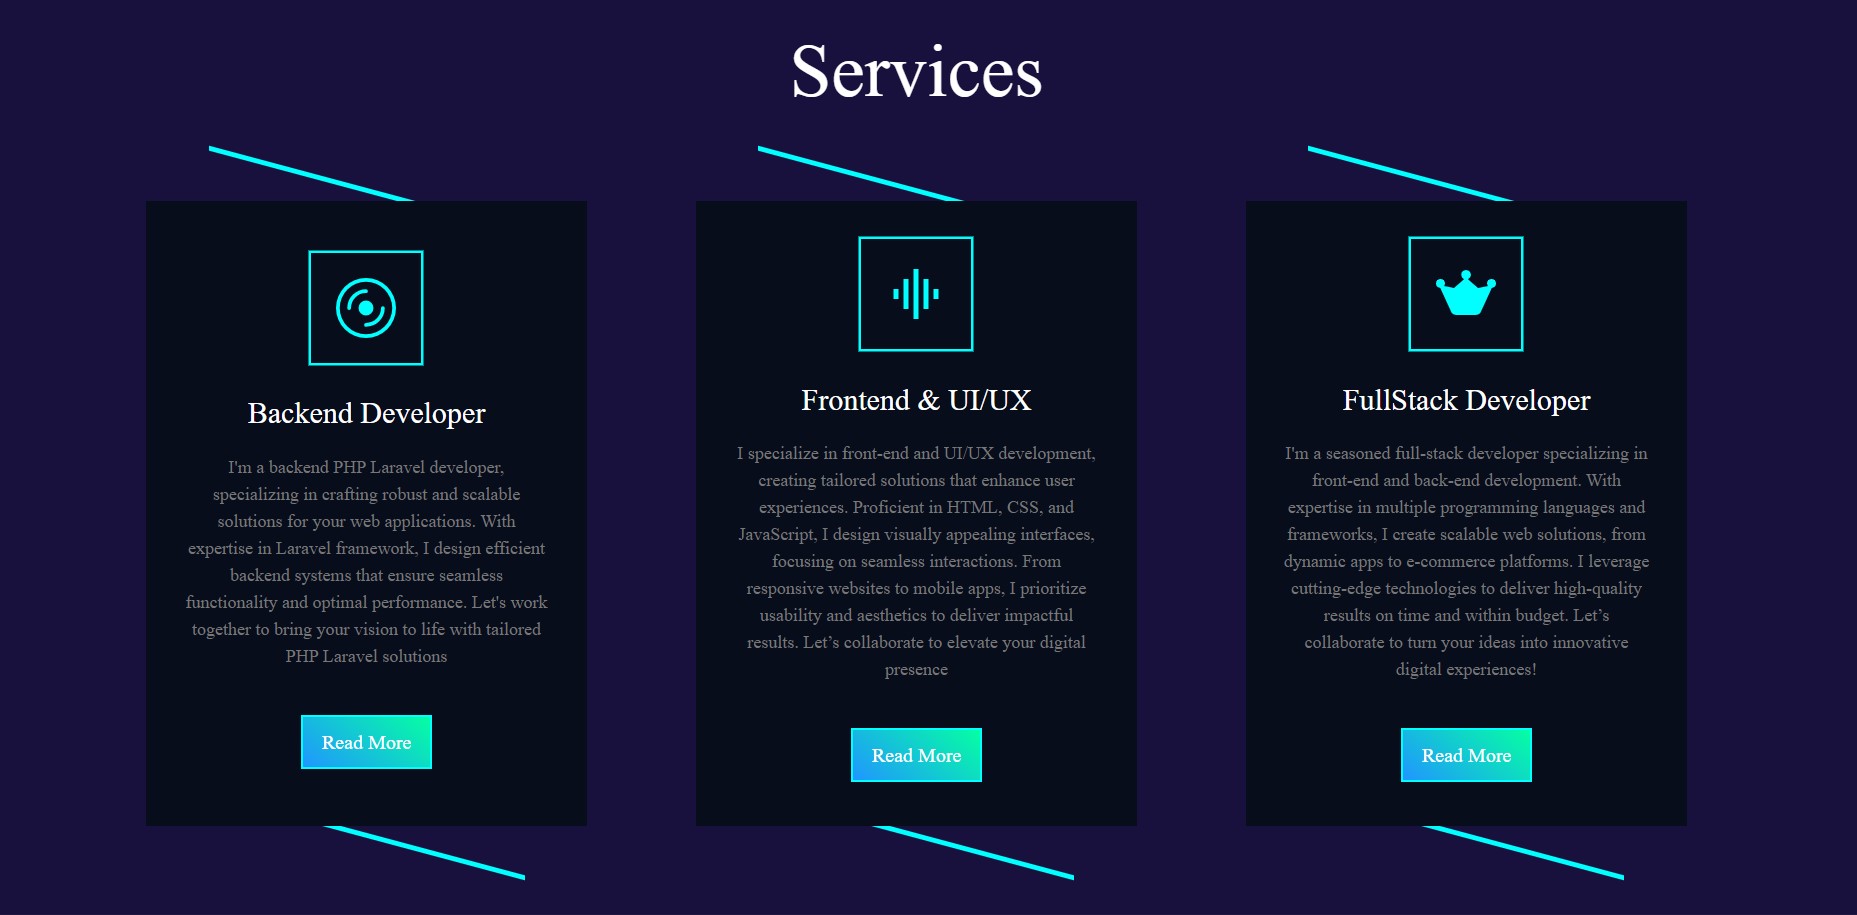 Services
Backend Developer
I'm a backend PHP Laravel developer,
specializing in crafting robust and scalable
solutions for your web applications. With
expertise in Laravel framework, I design efficient
backend systems that ensure seamless
functionality and optimal performance. Let's work
together to bring your vision to life with tailored
PHP Laravel solutions
Read More
Frontend & UI/UX
I specialize in front-end and UI/UX development,
creating tailored solutions that enhance user
experiences. Proficient in HTML, CSS, and
JavaScript, I design visually appealing interfaces,
focusing on seamless interactions. From
responsive websites to mobile apps, I prioritize
usability and aesthetics to deliver impactful
results. Let’s collaborate to elevate your digital
presence
Read More
FullStack Developer
I'm a seasoned full-stack developer specializing in
front-end and back-end development. With
expertise in multiple programming languages and
frameworks, I create scalable web solutions, from
dynamic apps to e-commerce platforms. I leverage
cutting-edge technologies to deliver high-quality
results on time and within budget. Let’s
collaborate to turn your ideas into innovative
digital experiences!
Read More